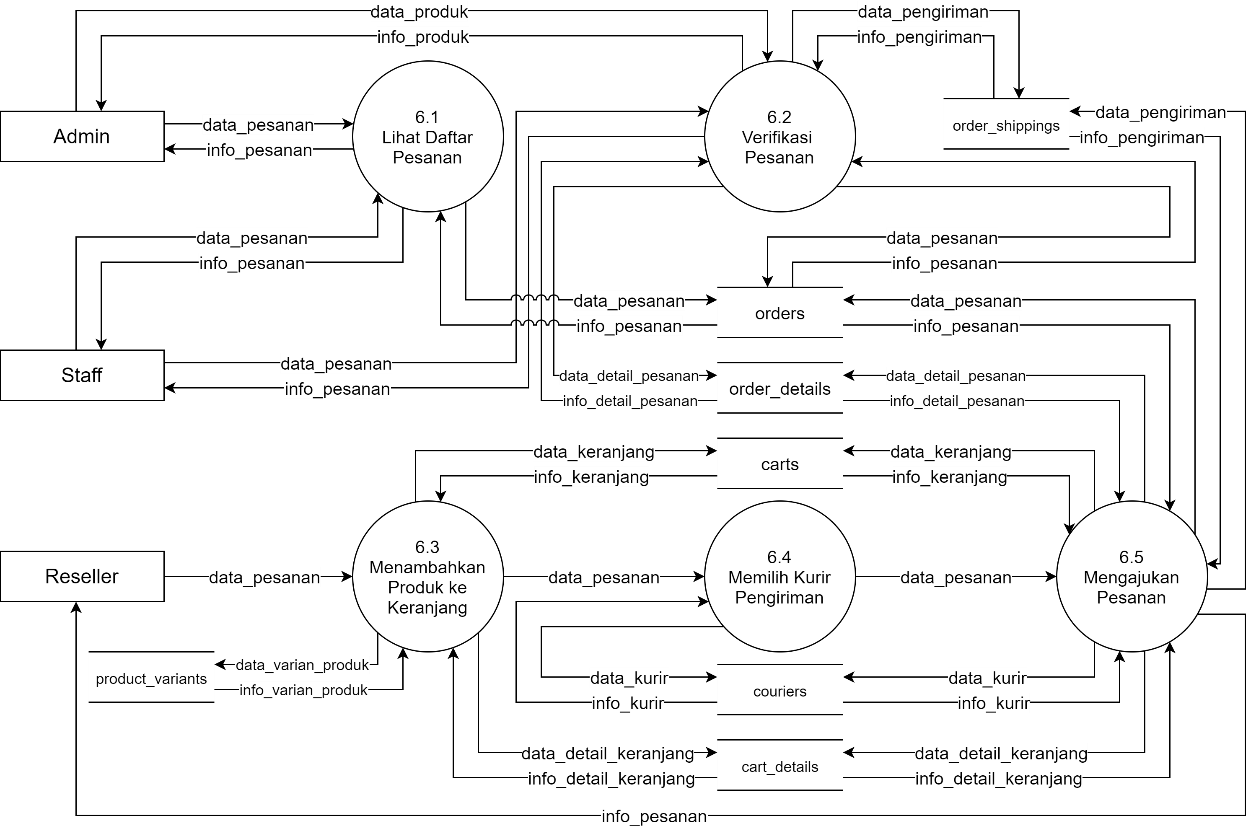 data_produk
data_pengiriman
info_produk
info_pengiriman
Admin
data_pesanan
info_pesanan
6.1
Lihat Daftar
Pesanan
6.2
Verifikasi
Pesanan
order_shippings
data_pengiriman
info_pengiriman
data_pesanan
info_pesanan
data_pesanan
info_pesanan
data_pesanan
info_pesanan
orders
data_pesanan
info_pesanan
Staff
data_pesanan
info_pesanan
data_detail_pesanan
info_detail_pesanan
order_details
data_detail_pesanan
info_detail_pesanan
data_keranjang
info_keranjang
carts
data_keranjang
info_keranjang
Reseller
data_pesanan
6.3
Menambahkan
Produk ke
Keranjang
data_pesanan
6.4
Memilih Kurir
Pengiriman
data_pesanan
6.5
Mengajukan
Pesanan
product_variants
data_varian_produk
info_varian_produk
data_kurir
info_kurir
couriers
data_kurir
info_kurir
data_detail_keranjang
info_detail_keranjang
cart_details
data_detail_keranjang
info_detail_keranjang
info_pesanan